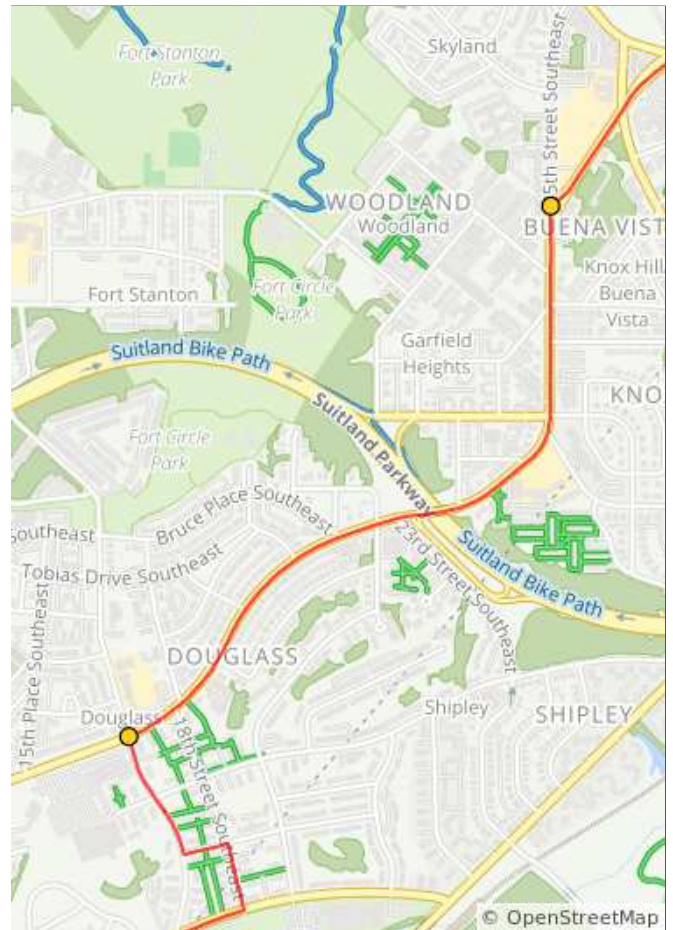 Fort Stanton
Park
Skyland
5th Street Southeast
WOODLAND
Woodland
BUENA VIST
Knox Hill
Buena
Vista
Fort Stanton
Fort Circle
Park
Garfield
Heights
Suitland Bike Path
KNO
Suitland Parkway
Fort Circle
Park
Bruce Place Southeast
Southeast
23rd Street Southeast
Suitland Bike Path
Tobias Drive Southeast
15th Place Southeast
DOUGLASS
Douglass
18th Street Southeast
Shipley
SHIPLEY
© OpenStreetMap